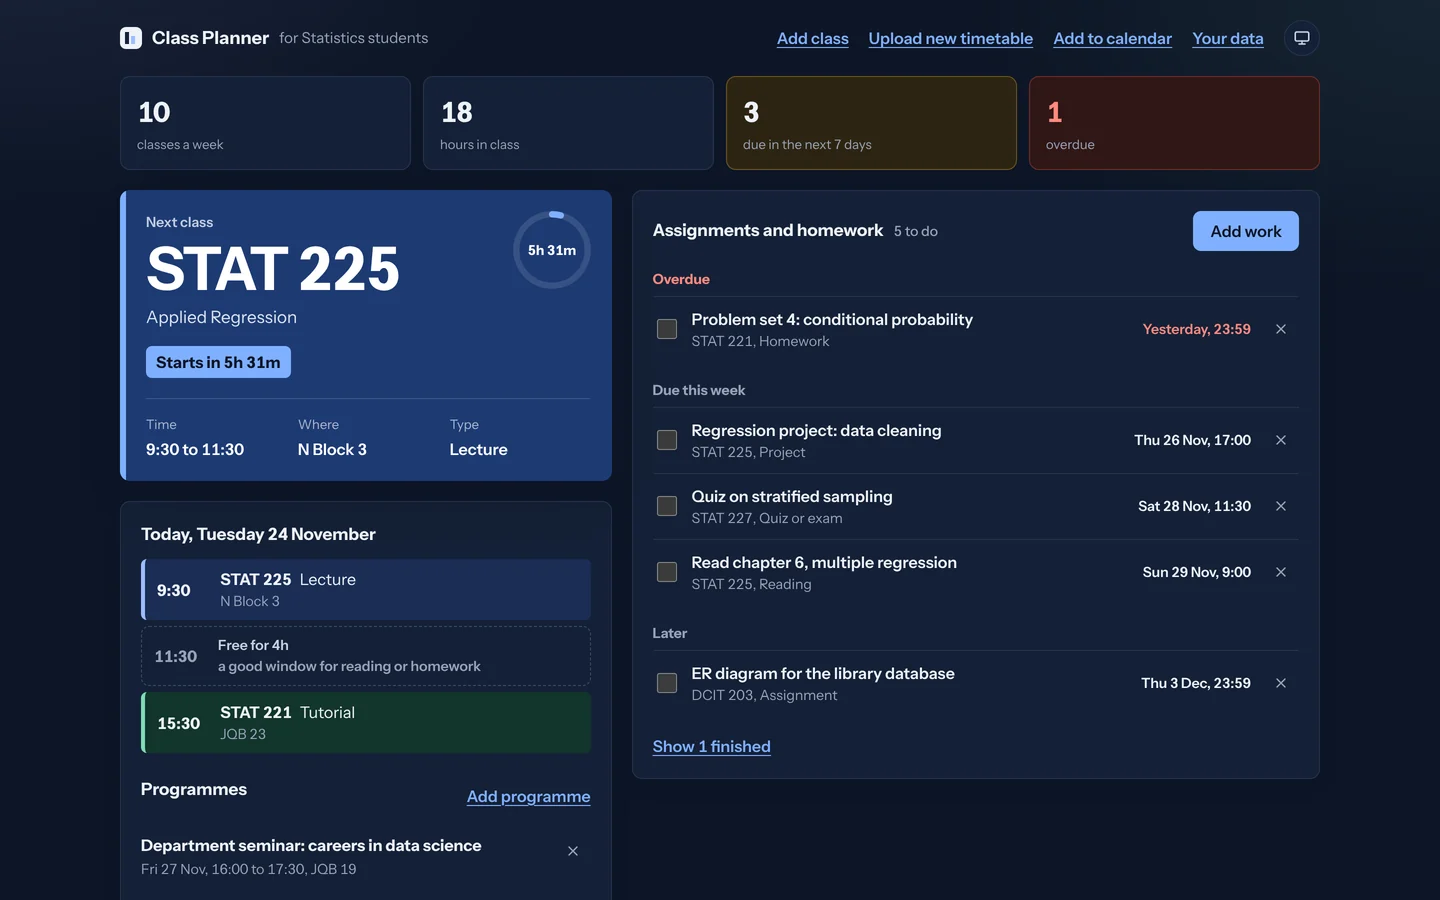 Class Planner for Statistics students
Add class
Upload new timetable
Add to calendar
Your data
10
classes a week
18
hours in class
3
due in the next 7 days
1
overdue
Next class
STAT 225
Applied Regression
Starts in 5h 31m
5h 31m
Time
9:30 to 11:30
Where
N Block 3
Type
Lecture
Today, Tuesday 24 November
9:30
STAT 225 Lecture
N Block 3
11:30
Free for 4h
a good window for reading or homework
15:30
STAT 221 Tutorial
JQB 23
Programmes
Add programme
Department seminar: careers in data science
Fri 27 Nov, 16:00 to 17:30, JQB 19
Assignments and homework 5 to do
Add work
Overdue
Problem set 4: conditional probability
STAT 221, Homework
Yesterday, 23:59
Due this week
Regression project: data cleaning
STAT 225, Project
Thu 26 Nov, 17:00
Quiz on stratified sampling
STAT 227, Quiz or exam
Sat 28 Nov, 11:30
Read chapter 6, multiple regression
STAT 225, Reading
Sun 29 Nov, 9:00
Later
ER diagram for the library database
DCIT 203, Assignment
Thu 3 Dec, 23:59
Show 1 finished